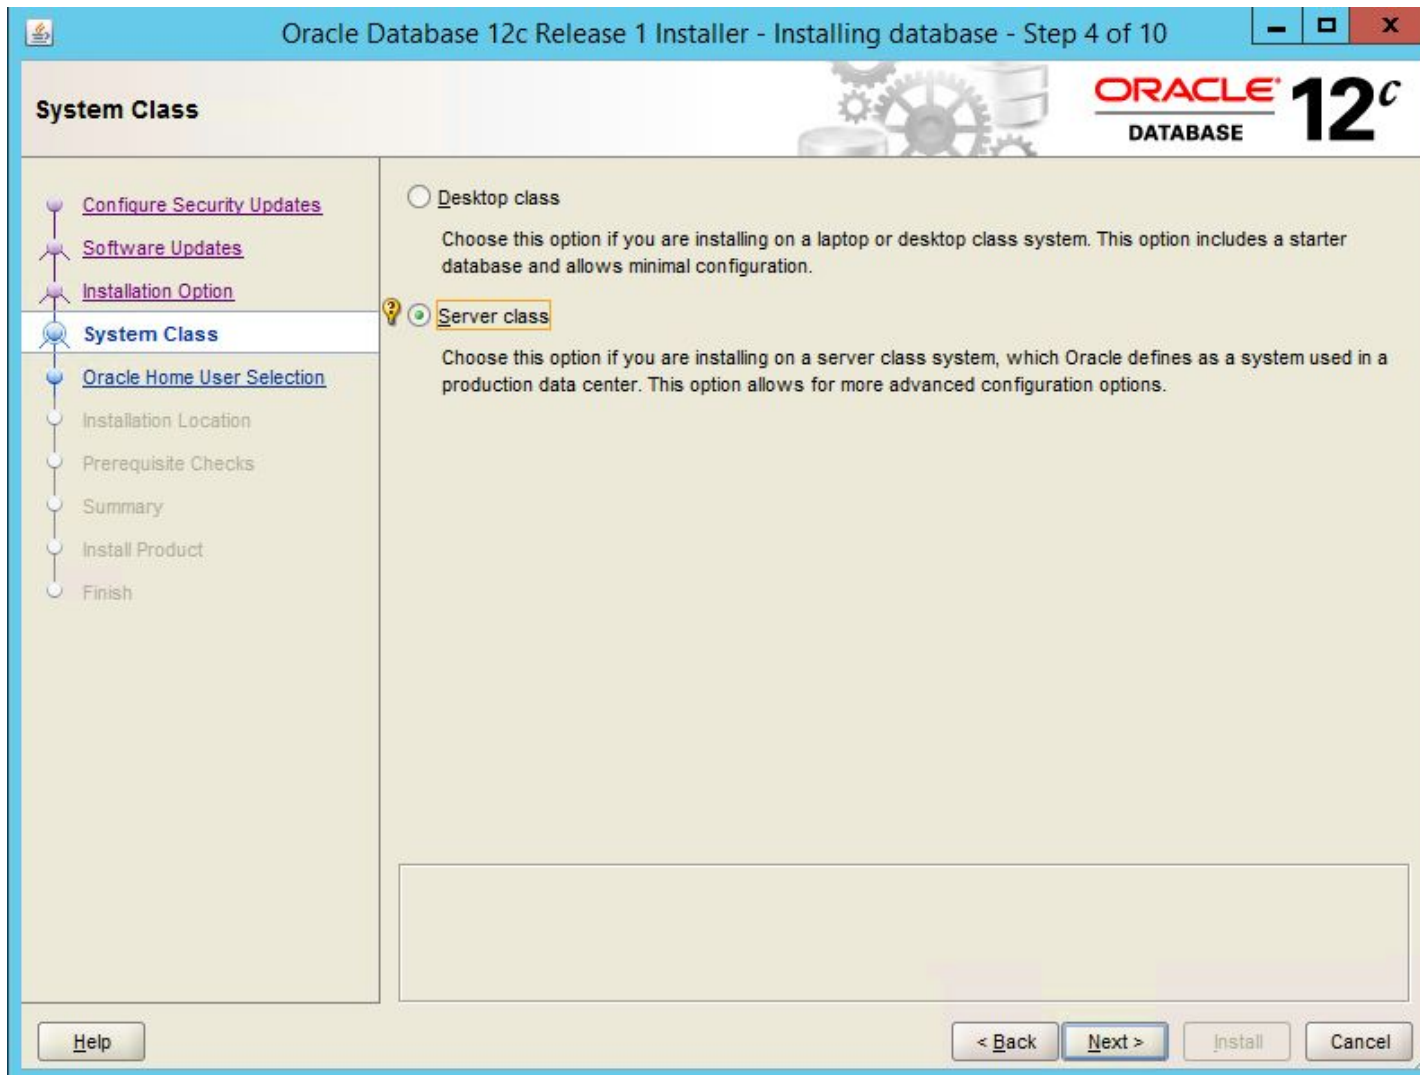 Oracle Database 12c Release 1 Installer - Installing database - Step 4 of 10
System Class
ORACLE
DATABASE
12c
Configure Security Updates
Software Updates
Installation Option
System Class
Oracle Home User Selection
Installation Location
Prerequisite Checks
Summary
Install Product
Finish
Desktop class
Choose this option if you are installing on a laptop or desktop class system. This option includes a starter
database and allows minimal configuration.
Server class
Choose this option if you are installing on a server class system, which Oracle defines as a system used in a
production data center. This option allows for more advanced configuration options.
Help
< Back
Next >
Install
Cancel